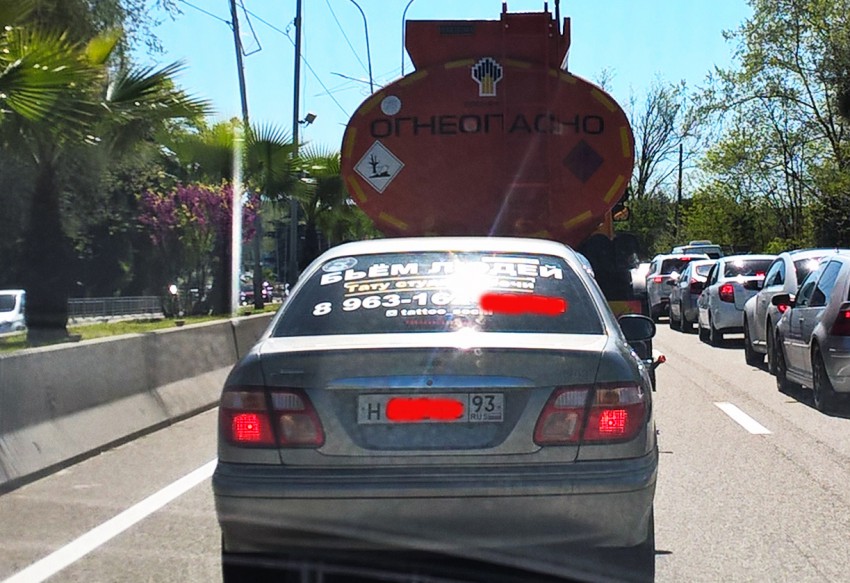 ОГНЕОПАСНО
БЬЁМ ЛЮДЕЙ
Тату студия
8 963-16
Н 93
RUS